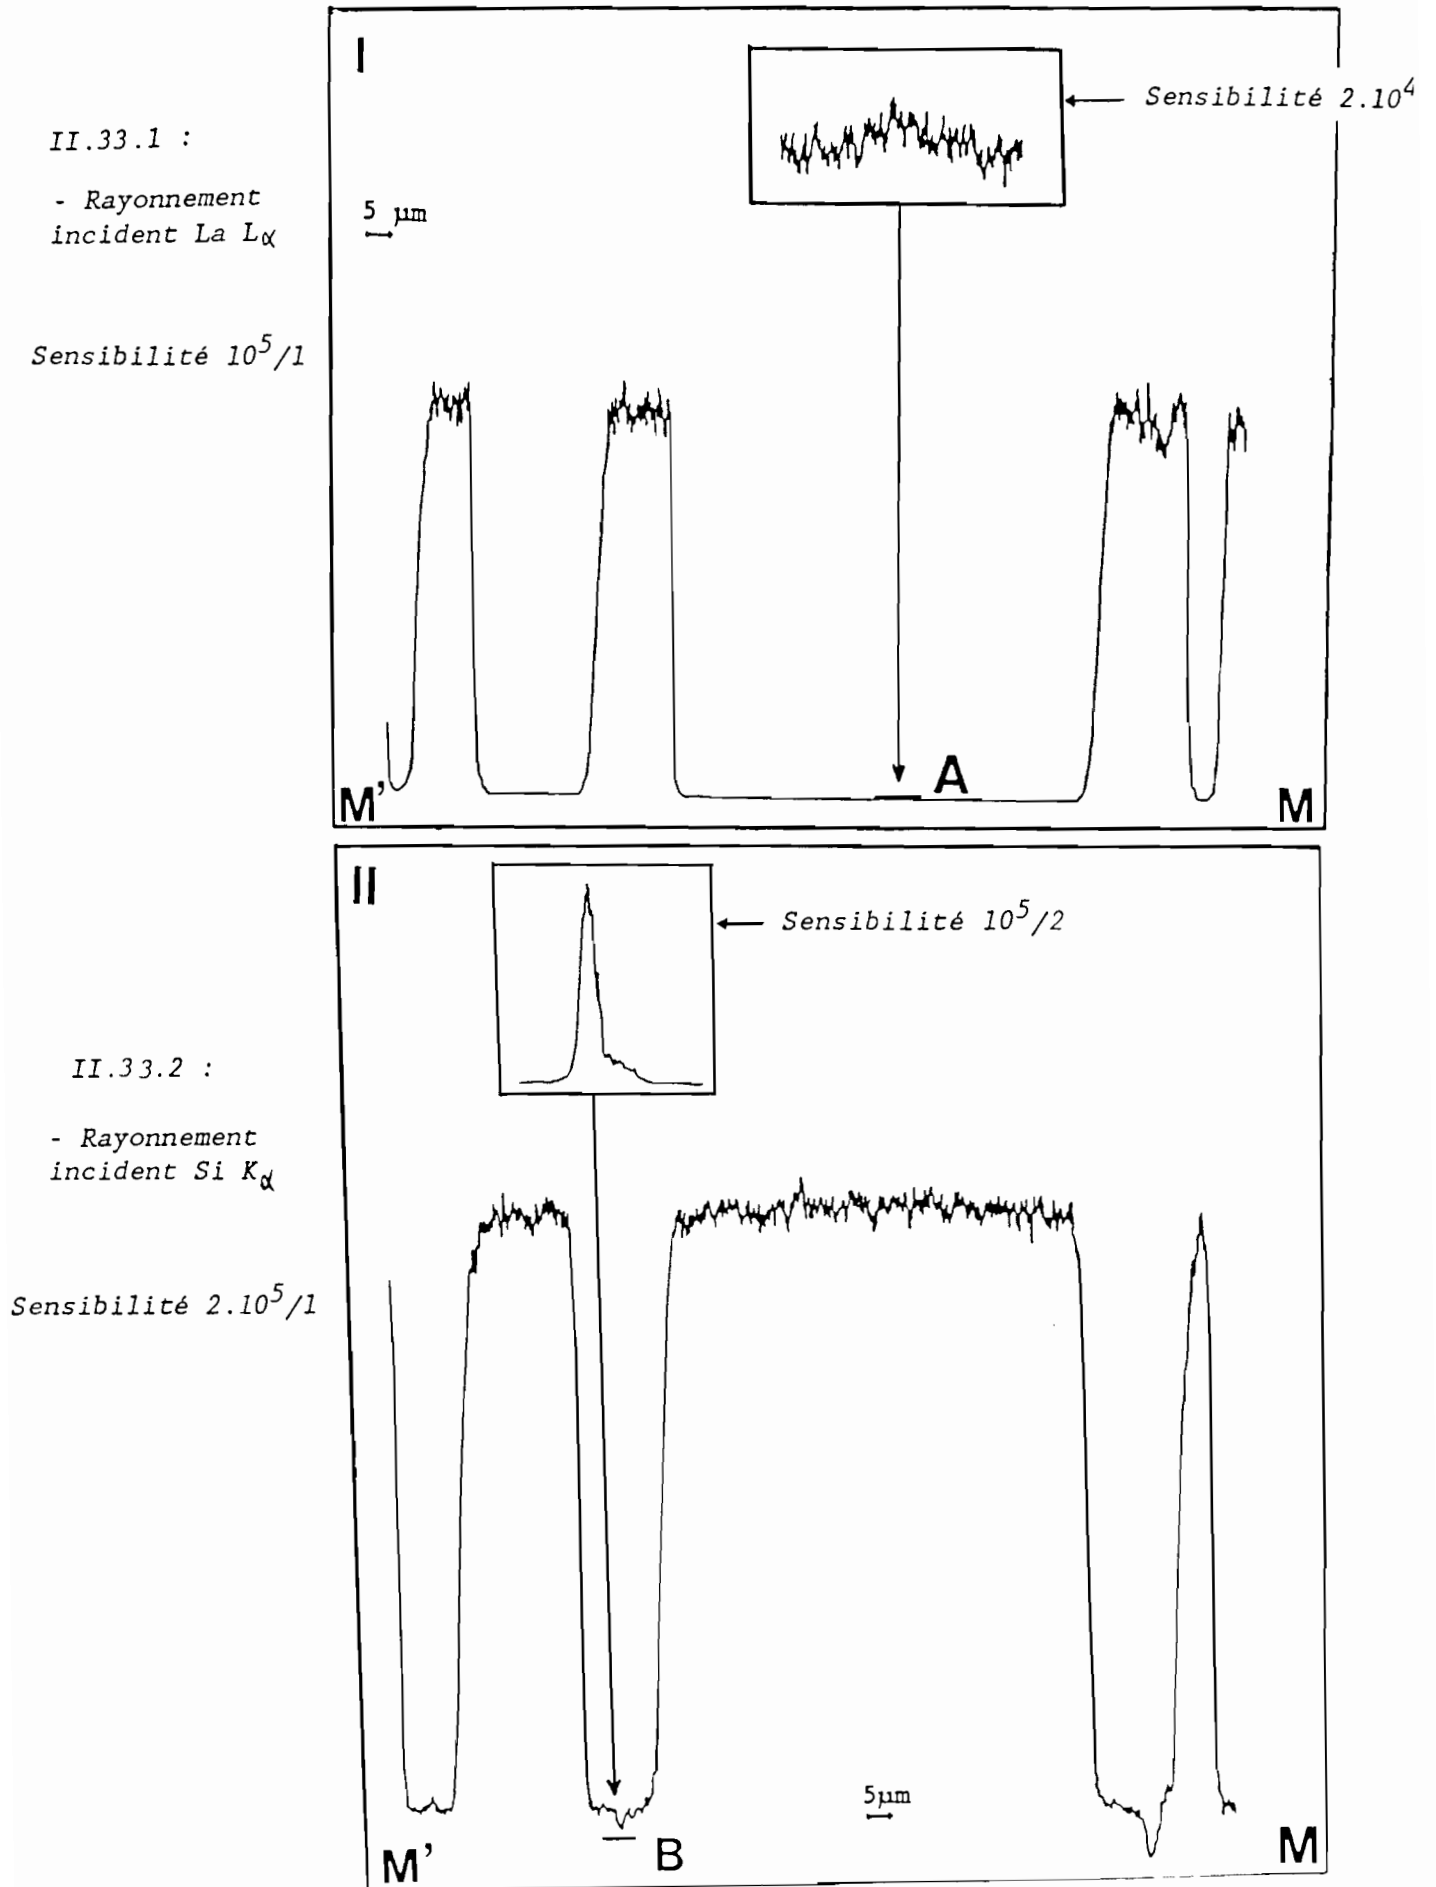 I
Sensibilité 2.10⁴
II.33.1 :
- Rayonnement
incident La Lα
5 µm
Sensibilité 10⁵/1
A
M'
M
II
Sensibilité 10⁵/2
II.33.2 :
- Rayonnement
incident Si Kα
Sensibilité 2.10⁵/1
5µm
B
M'
M